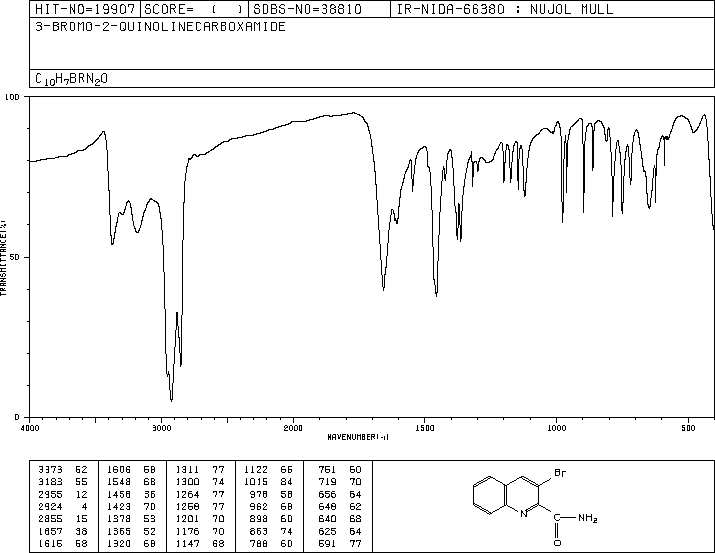 HIT-NO=19907 SCORE= ( ) SDBS-NO=38810 IR-NIDA-66380 : NUJOL MULL
3-BROMO-2-QUINOLINECARBOXAMIDE
C10H7BRN2O
100
50
0
TRANSMITTANCE(%)
4000 3000 2000 1500 1000 500
WAVENUMBER(-1)
3373 52 1606 58 1311 77 1122 66 751 60
3183 55 1548 68 1300 74 1015 84 719 70
2955 12 1458 36 1264 77 978 58 656 64
2924 4 1423 70 1258 77 962 68 648 62
2855 15 1378 53 1201 70 898 60 640 68
1657 38 1365 52 1176 70 863 74 625 64
1615 58 1320 68 1147 68 788 60 591 77
Br
N
C NH2
O